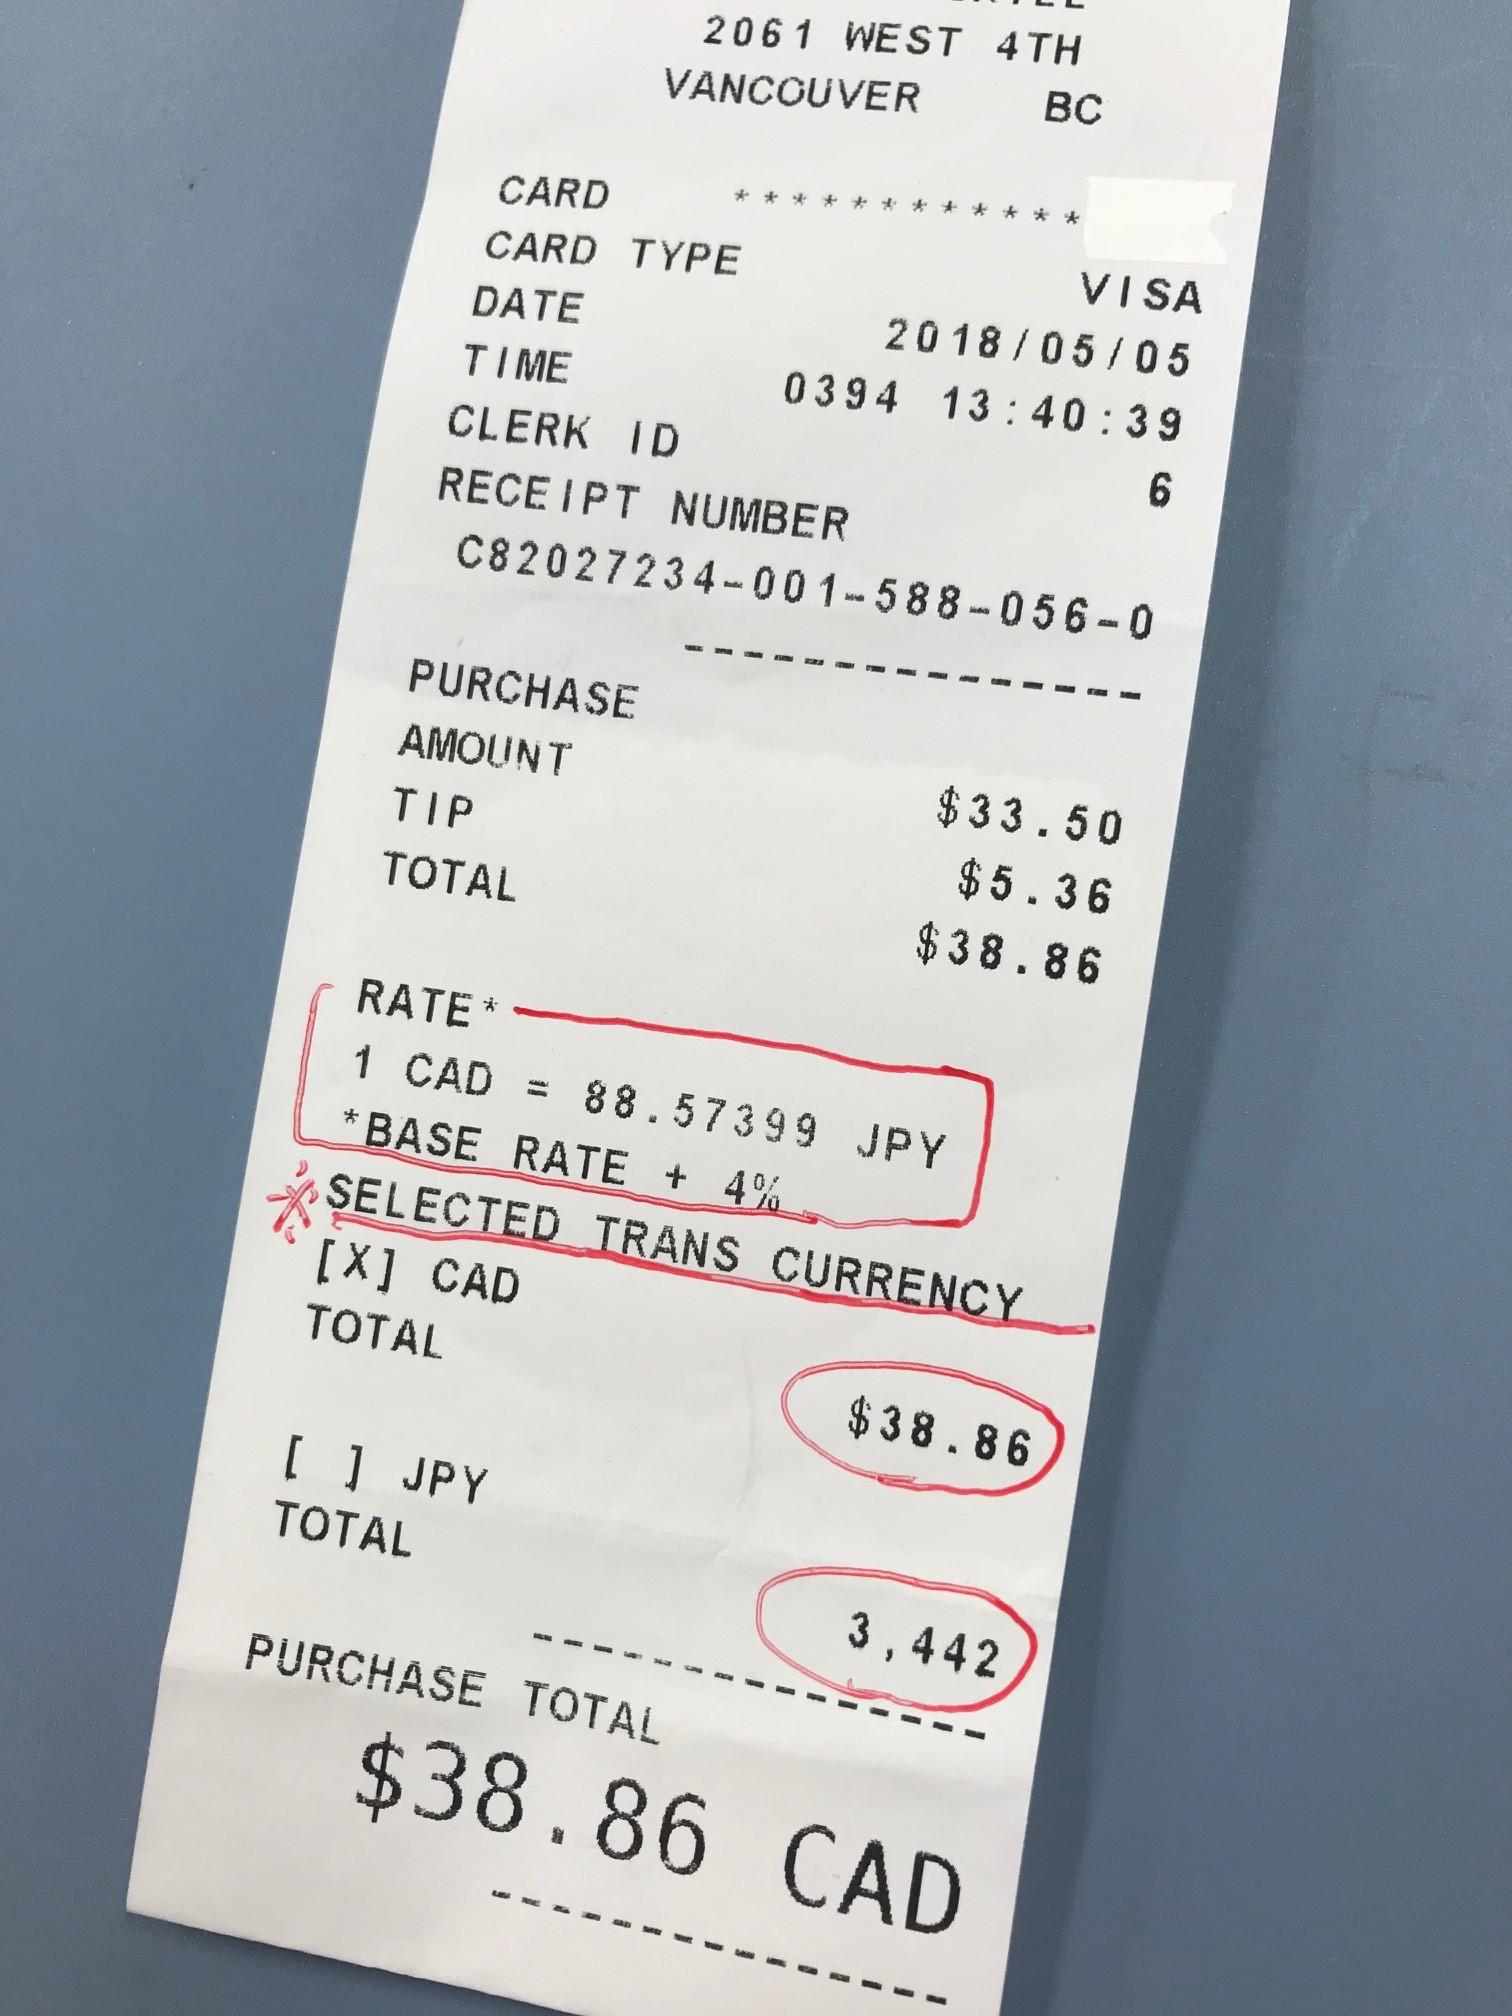 2061 WEST 4TH
VANCOUVER BC
CARD ************
CARD TYPE VISA
DATE 2018/05/05
TIME 0394 13:40:39
CLERK ID 6
RECEIPT NUMBER
C82027234-001-588-056-0
---------------
PURCHASE
AMOUNT $33.50
TIP $5.36
TOTAL $38.86
RATE*
1 CAD = 88.57399 JPY
*BASE RATE + 4%
※SELECTED TRANS CURRENCY
[X] CAD
TOTAL $38.86
[ ] JPY
TOTAL 3,442
---------------
PURCHASE TOTAL
$38.86 CAD
---------------